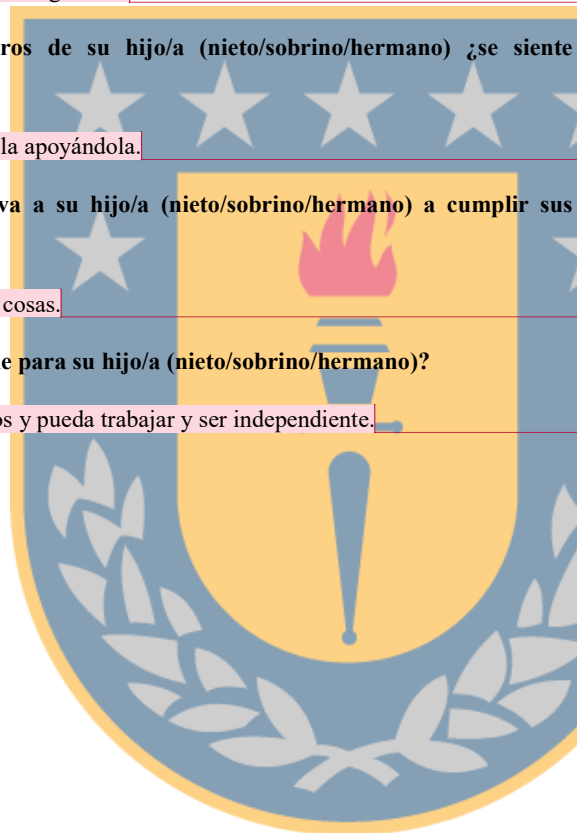 ros de su hijo/a (nieto/sobrino/hermano) ¿se siente
la apoyándola.
va a su hijo/a (nieto/sobrino/hermano) a cumplir sus
cosas.
e para su hijo/a (nieto/sobrino/hermano)?
os y pueda trabajar y ser independiente.